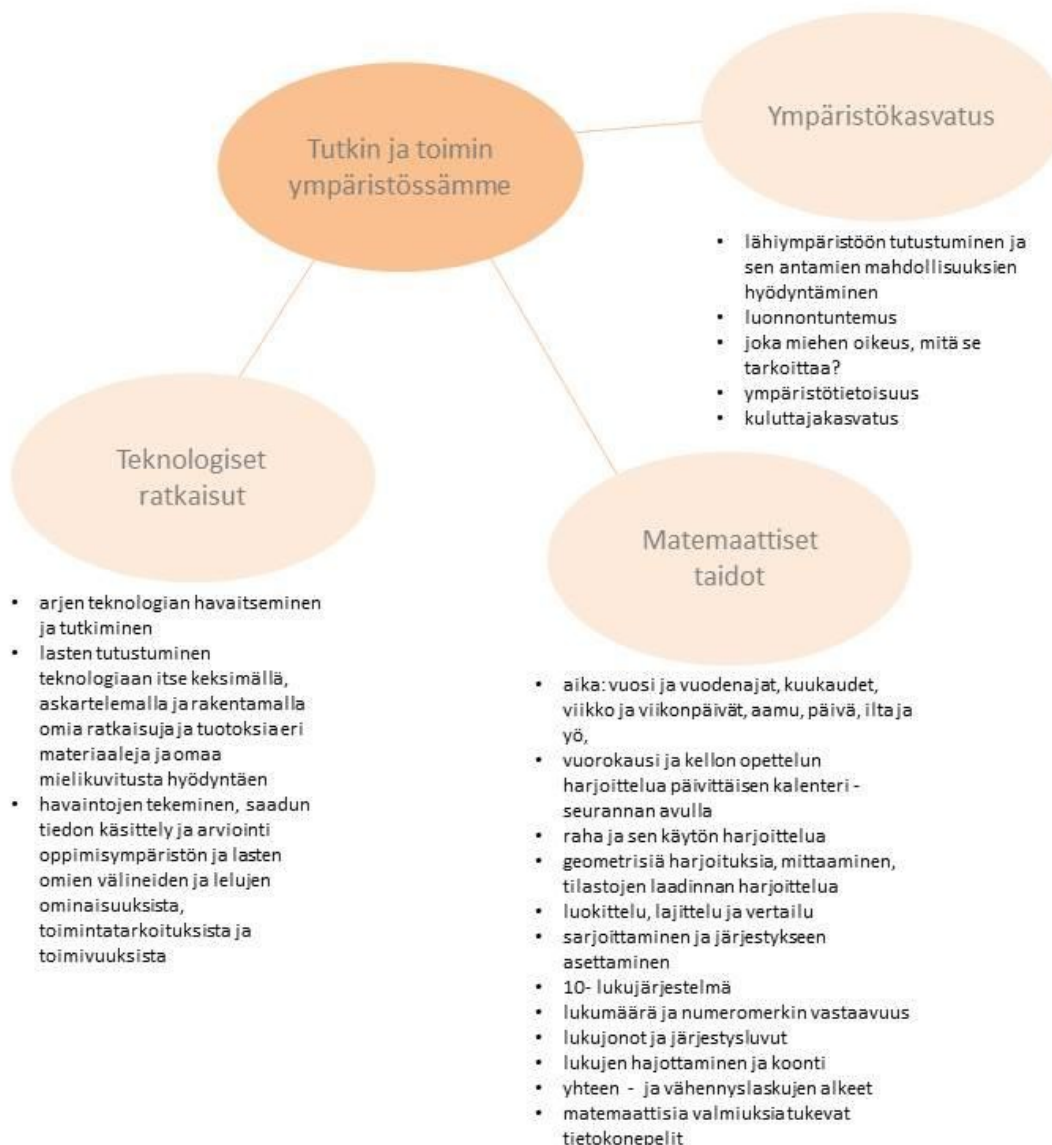 Tutkin ja toimin
ympäristössämme
Ympäristökasvatus
• lähiympäristöön tutustuminen ja
sen antamien mahdollisuuksien
hyödyntäminen
• luonnontuntemus
• joka miehen oikeus, mitä se
tarkoittaa?
• ympäristötietoisuus
• kuluttajakasvatus
Teknologiset
ratkaisut
• arjen teknologian havaitseminen
ja tutkiminen
• lasten tutustuminen
teknologiaan itse keksimällä,
askartelemalla ja rakentamalla
omia ratkaisuja ja tuotoksia eri
materiaaleja ja omaa
mielikuvitusta hyödyntäen
• havaintojen tekeminen, saadun
tiedon käsittely ja arviointi
oppimisympäristön ja lasten
omien välineiden ja lelujen
ominaisuuksista,
toimintatarkoituksista ja
toimivuuksista
Matemaattiset
taidot
• aika: vuosi ja vuodenajat, kuukaudet,
viikko ja viikonpäivät, aamu, päivä, ilta ja
yö,
• vuorokausi ja kellon opettelun
harjoittelua päivittäisen kalenteri -
seurannan avulla
• raha ja sen käytön harjoittelua
• geometrisiä harjoituksia, mittaaminen,
tilastojen laadinnan harjoittelua
• luokittelu, lajittelu ja vertailu
• sarjoittaminen ja järjestykseen
asettaminen
• 10- lukujärjestelmä
• lukumäärä ja numeromerkin vastaavuus
• lukujonot ja järjestysluvut
• lukujen hajottaminen ja koonti
• yhteen - ja vähennyslaskujen alkeet
• matemaattisia valmiuksia tukevat
tietokonepelit